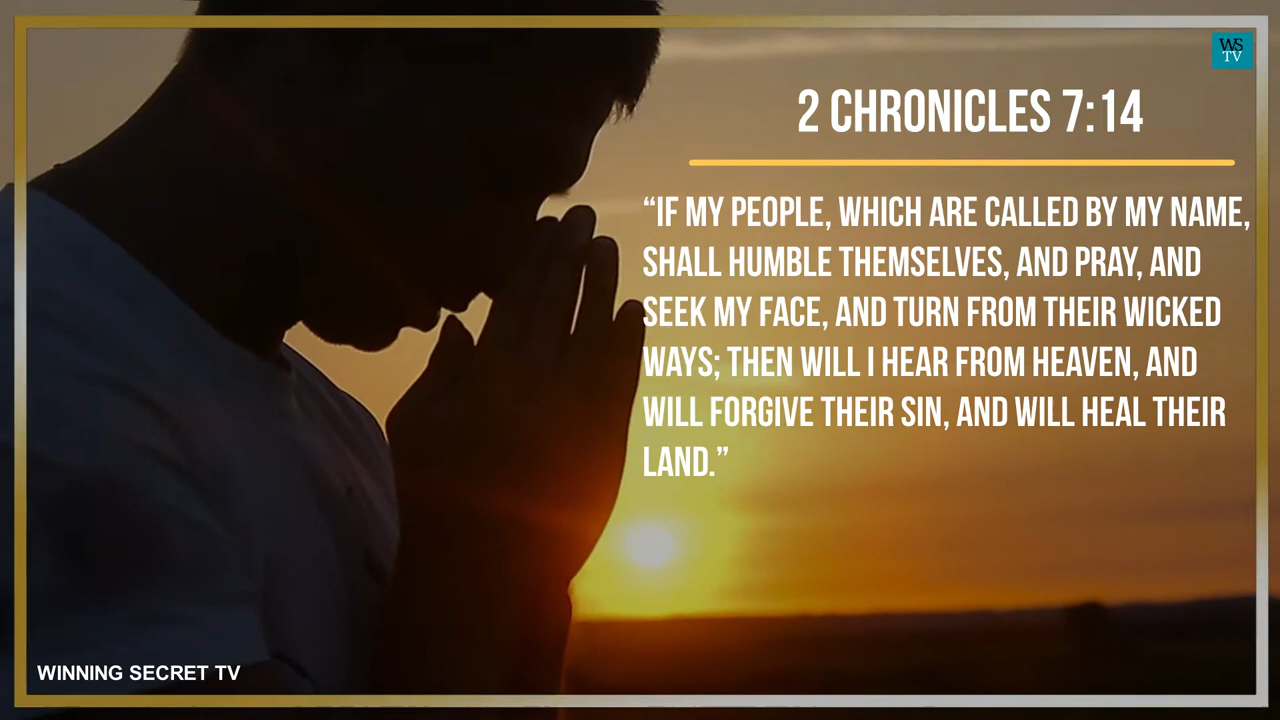 WS
TV
2 CHRONICLES 7:14
“IF MY PEOPLE, WHICH ARE CALLED BY MY NAME,
SHALL HUMBLE THEMSELVES, AND PRAY, AND
SEEK MY FACE, AND TURN FROM THEIR WICKED
WAYS; THEN WILL I HEAR FROM HEAVEN, AND
WILL FORGIVE THEIR SIN, AND WILL HEAL THEIR
LAND.”
WINNING SECRET TV